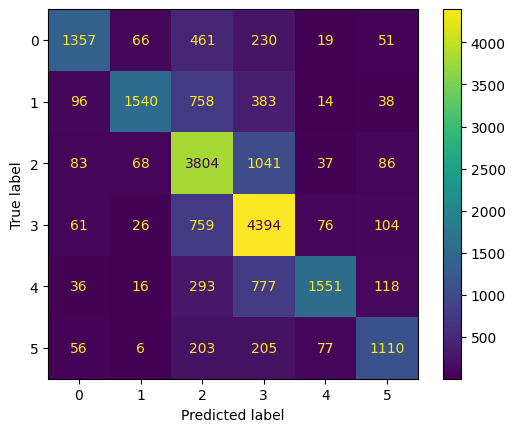 0 1357 66 461 230 19 51
1 96 1540 758 383 14 38
2 83 68 3804 1041 37 86
3 61 26 759 4394 76 104
4 36 16 293 777 1551 118
5 56 6 203 205 77 1110
0 1 2 3 4 5
Predicted label
True label
4000
3500
3000
2500
2000
1500
1000
500